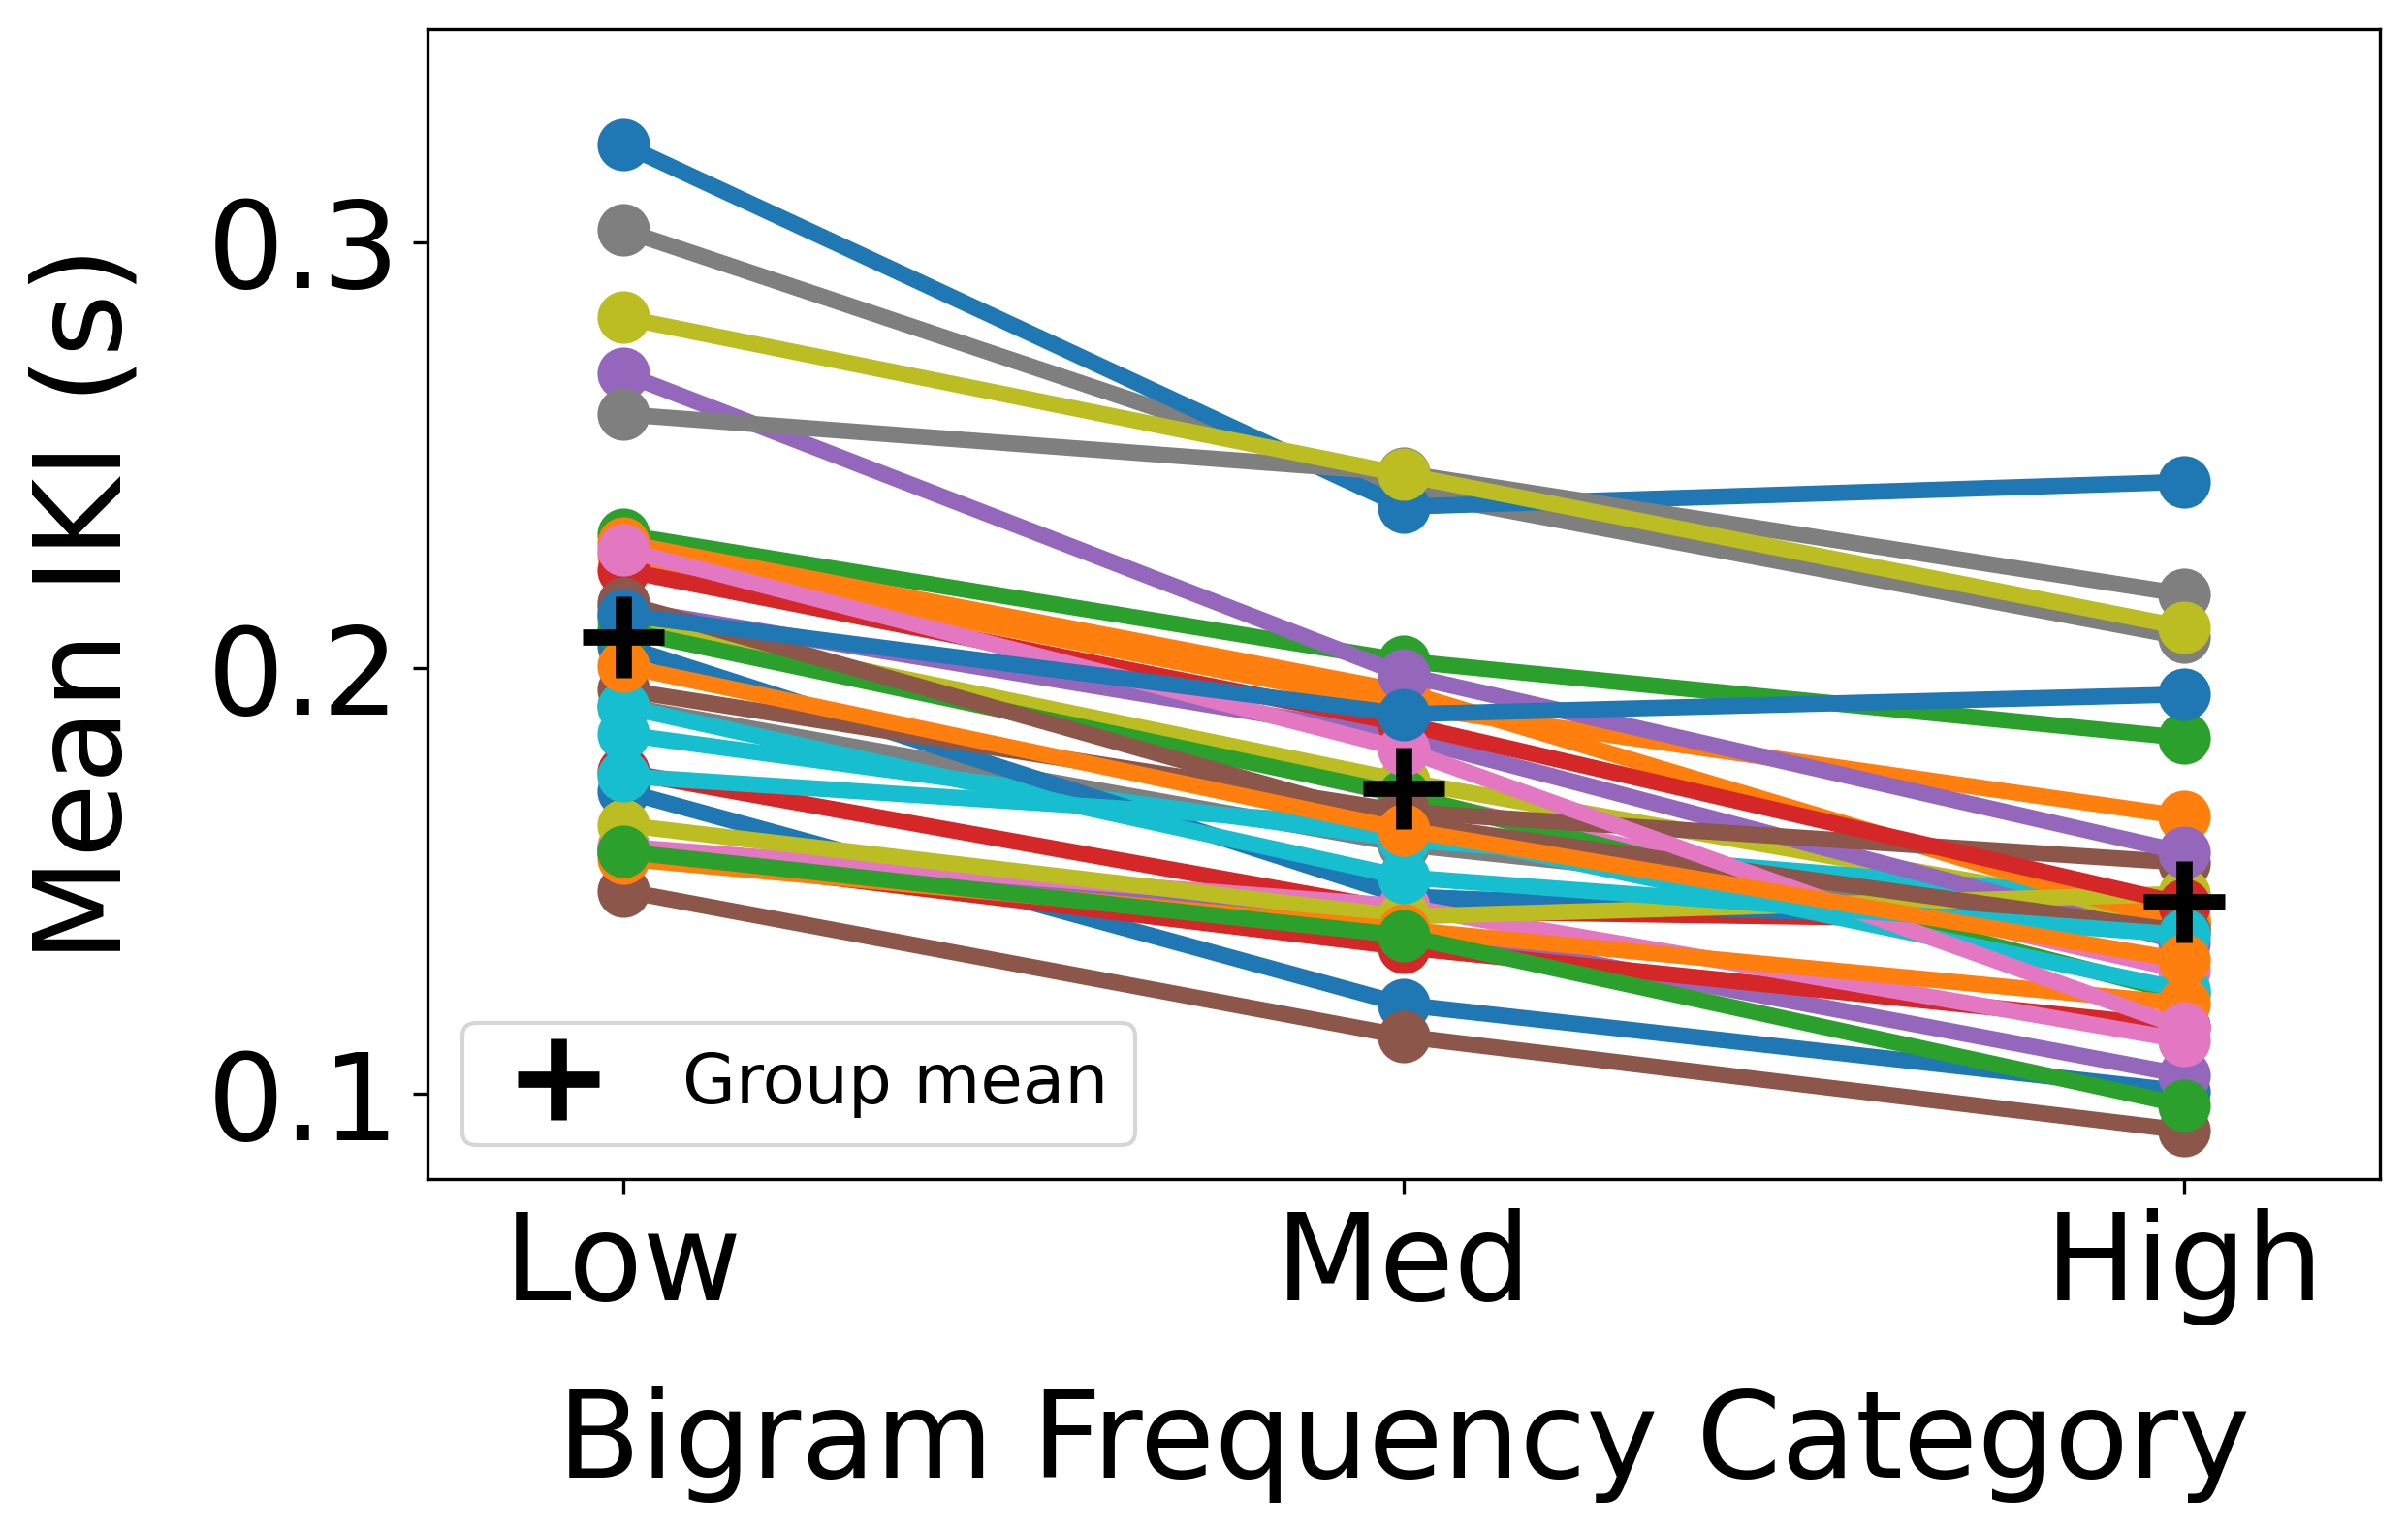 Mean IKI (s)
0.3
0.2
0.1
Group mean
Low Med High
Bigram Frequency Category